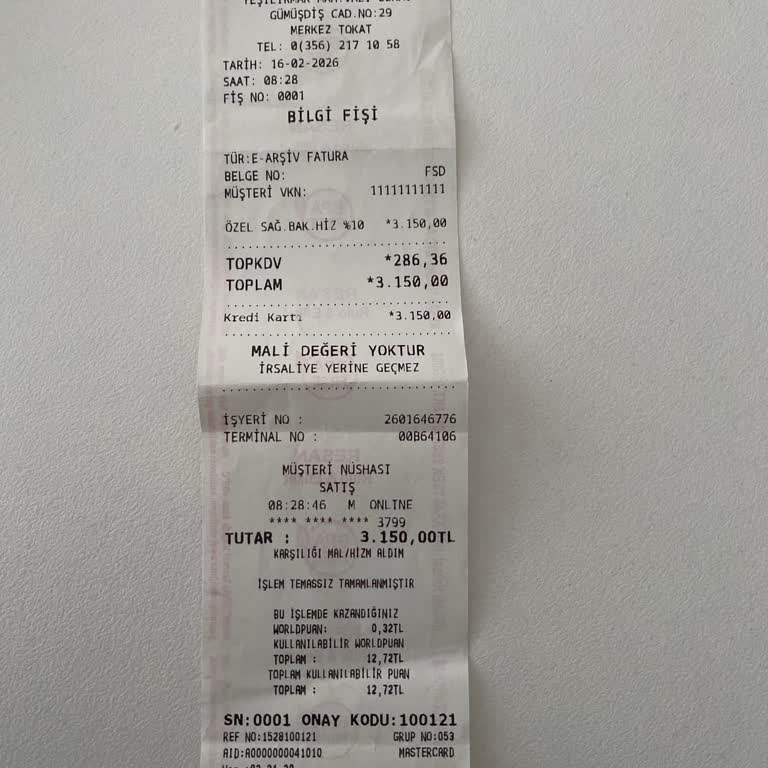 GÜMÜŞDİŞ CAD.NO:29
MERKEZ TOKAT
TEL: 0(356) 217 10 58
TARİH: 16-02-2026
SAAT: 08:28
FİŞ NO: 0001
BİLGİ FİŞİ
TÜR:E-ARŞİV FATURA
BELGE NO: FSD
MÜŞTERİ VKN: 11111111111
ÖZEL SAĞ.BAK.HİZ %10 *3.150,00
TOPKDV *286,36
TOPLAM *3.150,00
Kredi Kartı *3.150,00
MALİ DEĞERİ YOKTUR
İRSALİYE YERİNE GEÇMEZ
İŞYERİ NO : 2601646776
TERMİNAL NO : 00B64106
MÜŞTERİ NÜSHASI
SATIŞ
08:28:46 M ONLINE
**** **** **** 3799
TUTAR : 3.150,00TL
KARŞILIĞI MAL/HİZM ALDIM
İŞLEM TEMASSIZ TAMAMLANMIŞTIR
BU İŞLEMDE KAZANDIĞINIZ
WORLDPUAN: 0,32TL
KULLANILABİLİR WORLDPUAN
TOPLAM : 12,72TL
TOPLAM KULLANILABİLİR PUAN
TOPLAM : 12,72TL
SN:0001 ONAY KODU:100121
REF NO:1528100121 GRUP NO:053
AID:A0000000041010 MASTERCARD